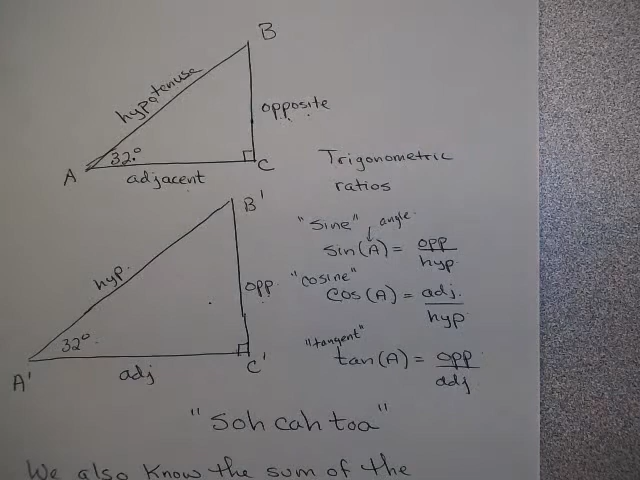 B
hypotenuse
opposite
32°
A
adjacent
C
Trigonometric
ratios
B'
hyp.
opp
32°
A'
adj
C'
"sine" angle
sin(A) = opp
hyp
"cosine"
cos(A) = adj.
hyp
"tangent"
tan(A) = opp
adj
"soh cah toa"
We also know the sum of the